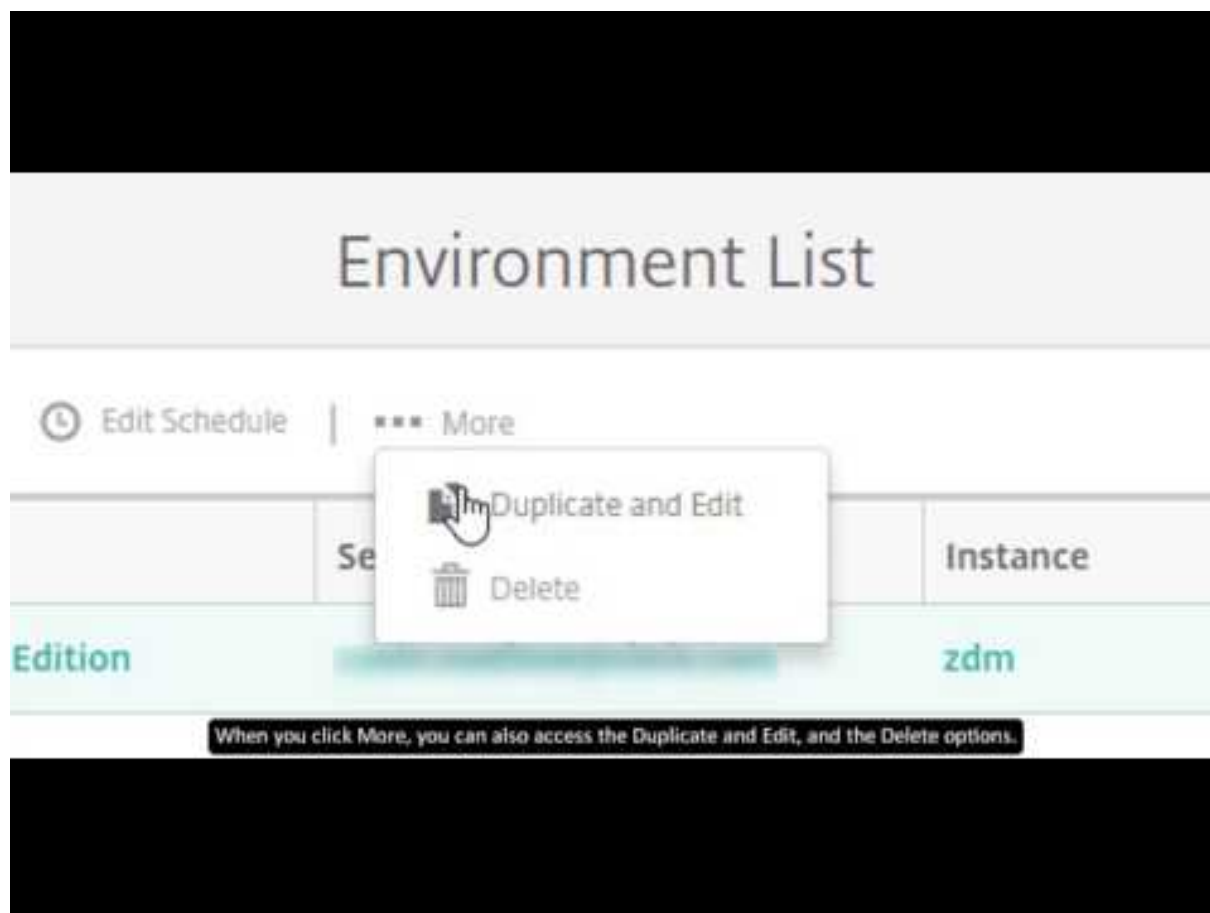 Environment List
Edit Schedule | ··· More
Duplicate and Edit
Se Instance
Delete
Edition zdm
When you click More, you can also access the Duplicate and Edit, and the Delete options.